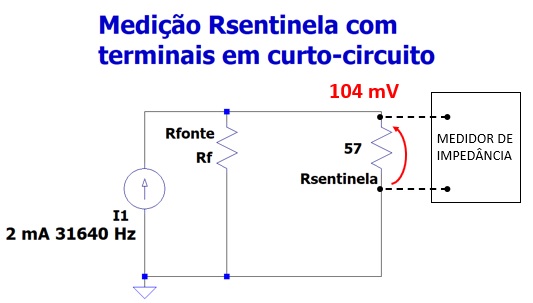 Medição Rsentinela com
terminais em curto-circuito
104 mV
Rfonte
Rf
57
Rsentinela
MEDIDOR DE
IMPEDÂNCIA
I1
2 mA 31640 Hz